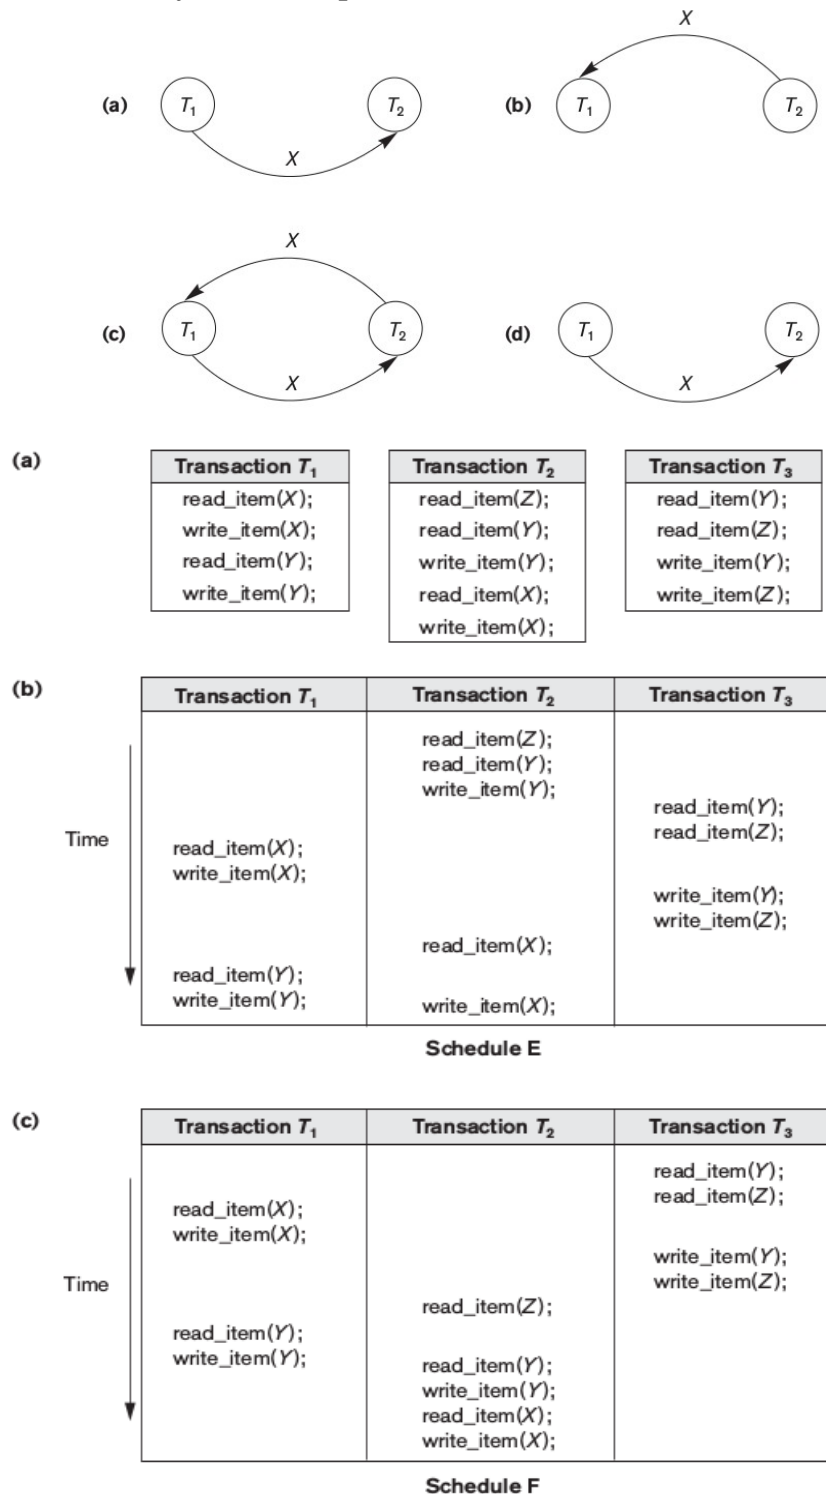 X
(a) T1 T2 (b) T1 T2
X
X
(c) T1 T2 (d) T1 T2
X X
(a)
Transaction T1 Transaction T2 Transaction T3
read_item(X); read_item(Z); read_item(Y);
write_item(X); read_item(Y); read_item(Z);
read_item(Y); write_item(Y); write_item(Y);
write_item(Y); read_item(X); write_item(Z);
write_item(X);
(b)
Transaction T1 Transaction T2 Transaction T3
read_item(Z);
read_item(Y);
write_item(Y);
read_item(Y);
Time read_item(Z);
read_item(X);
write_item(X);
write_item(Y);
write_item(Z);
read_item(X);
read_item(Y);
write_item(Y); write_item(X);
Schedule E
(c)
Transaction T1 Transaction T2 Transaction T3
read_item(Y);
read_item(Z);
read_item(X);
write_item(X);
write_item(Y);
Time write_item(Z);
read_item(Z);
read_item(Y);
write_item(Y); read_item(Y);
write_item(Y);
read_item(X);
write_item(X);
Schedule F